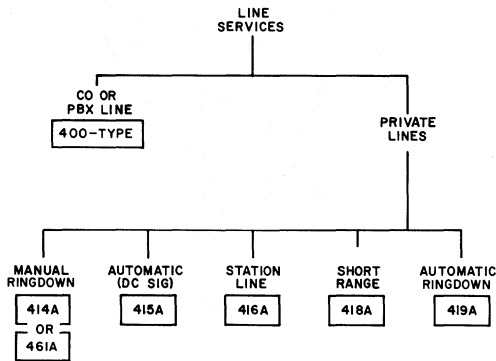 LINE
SERVICES
CO OR
PBX LINE
400-TYPE
PRIVATE
LINES
MANUAL
RINGDOWN
414A
OR
461A
AUTOMATIC
(DC SIG)
415A
STATION
LINE
416A
SHORT
RANGE
418A
AUTOMATIC
RINGDOWN
419A